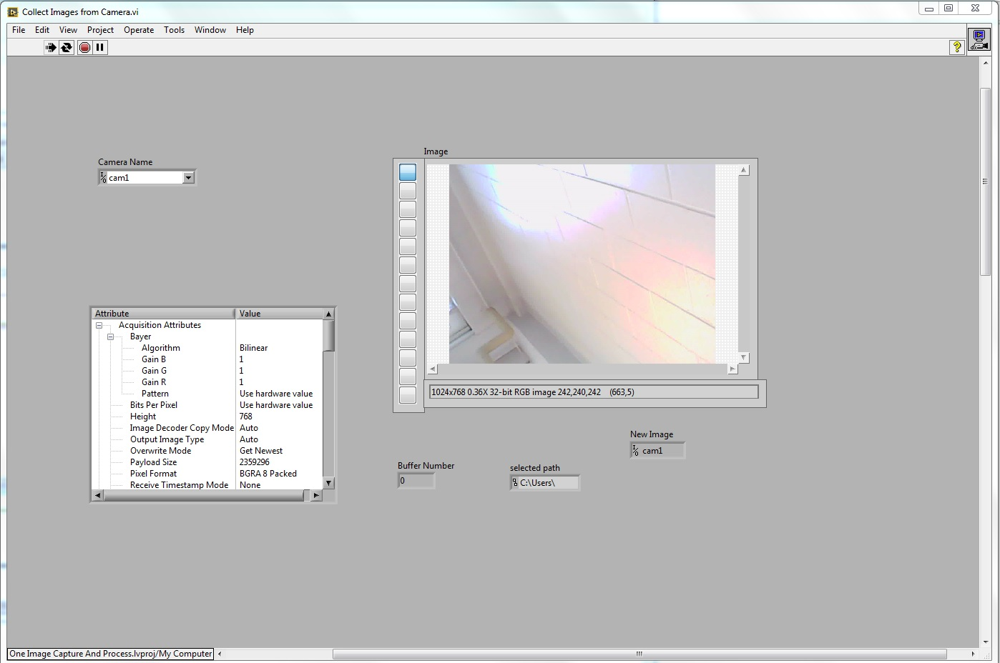 Collect Images from Camera.vi
File Edit View Project Operate Tools Window Help
Camera Name
cam1
Image
1024x768 0.36X 32-bit RGB image 242,240,242 (663,5)
Attribute Value
Acquisition Attributes
Bayer
Algorithm Bilinear
Gain B 1
Gain G 1
Gain R 1
Pattern Use hardware value
Bits Per Pixel Use hardware value
Height 768
Image Decoder Copy Mode Auto
Output Image Type Auto
Overwrite Mode Get Newest
Payload Size 2359296
Pixel Format BGRA 8 Packed
Receive Timestamp Mode None
New Image
cam1
Buffer Number
0
selected path
C:\Users\
One Image Capture And Process.lvproj/My Computer